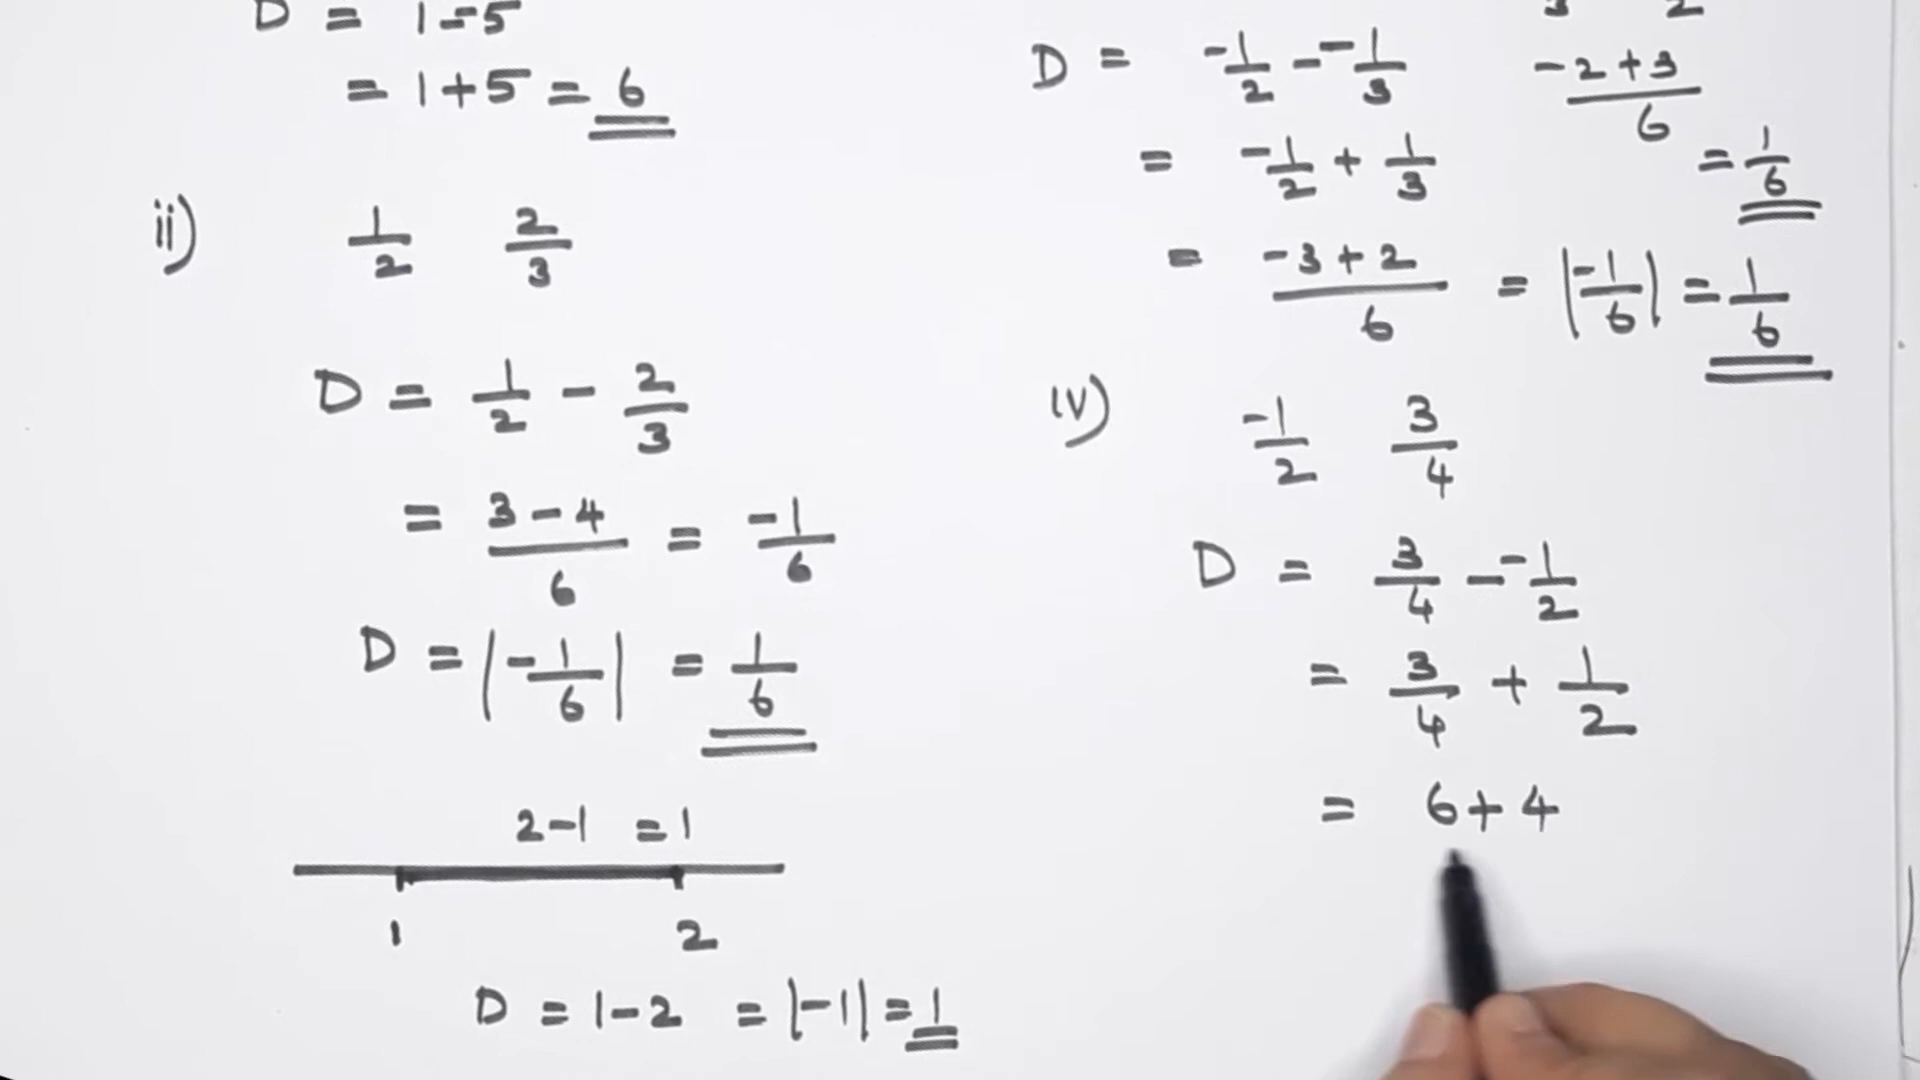 D = 1 - -5
= 1 + 5 = 6
ii) 1/2 2/3
D = 1/2 - 2/3
= (3 - 4)/6 = -1/6
D = |-1/6| = 1/6
2 - 1 = 1
1 2
D = 1 - 2 = |-1| = 1
3 2
D = -1/2 - -1/3
(-2 + 3)/6
= 1/6
= -1/2 + 1/3
= (-3 + 2)/6 = |-1/6| = 1/6
iv) -1/2 3/4
D = 3/4 - -1/2
= 3/4 + 1/2
= 6 + 4